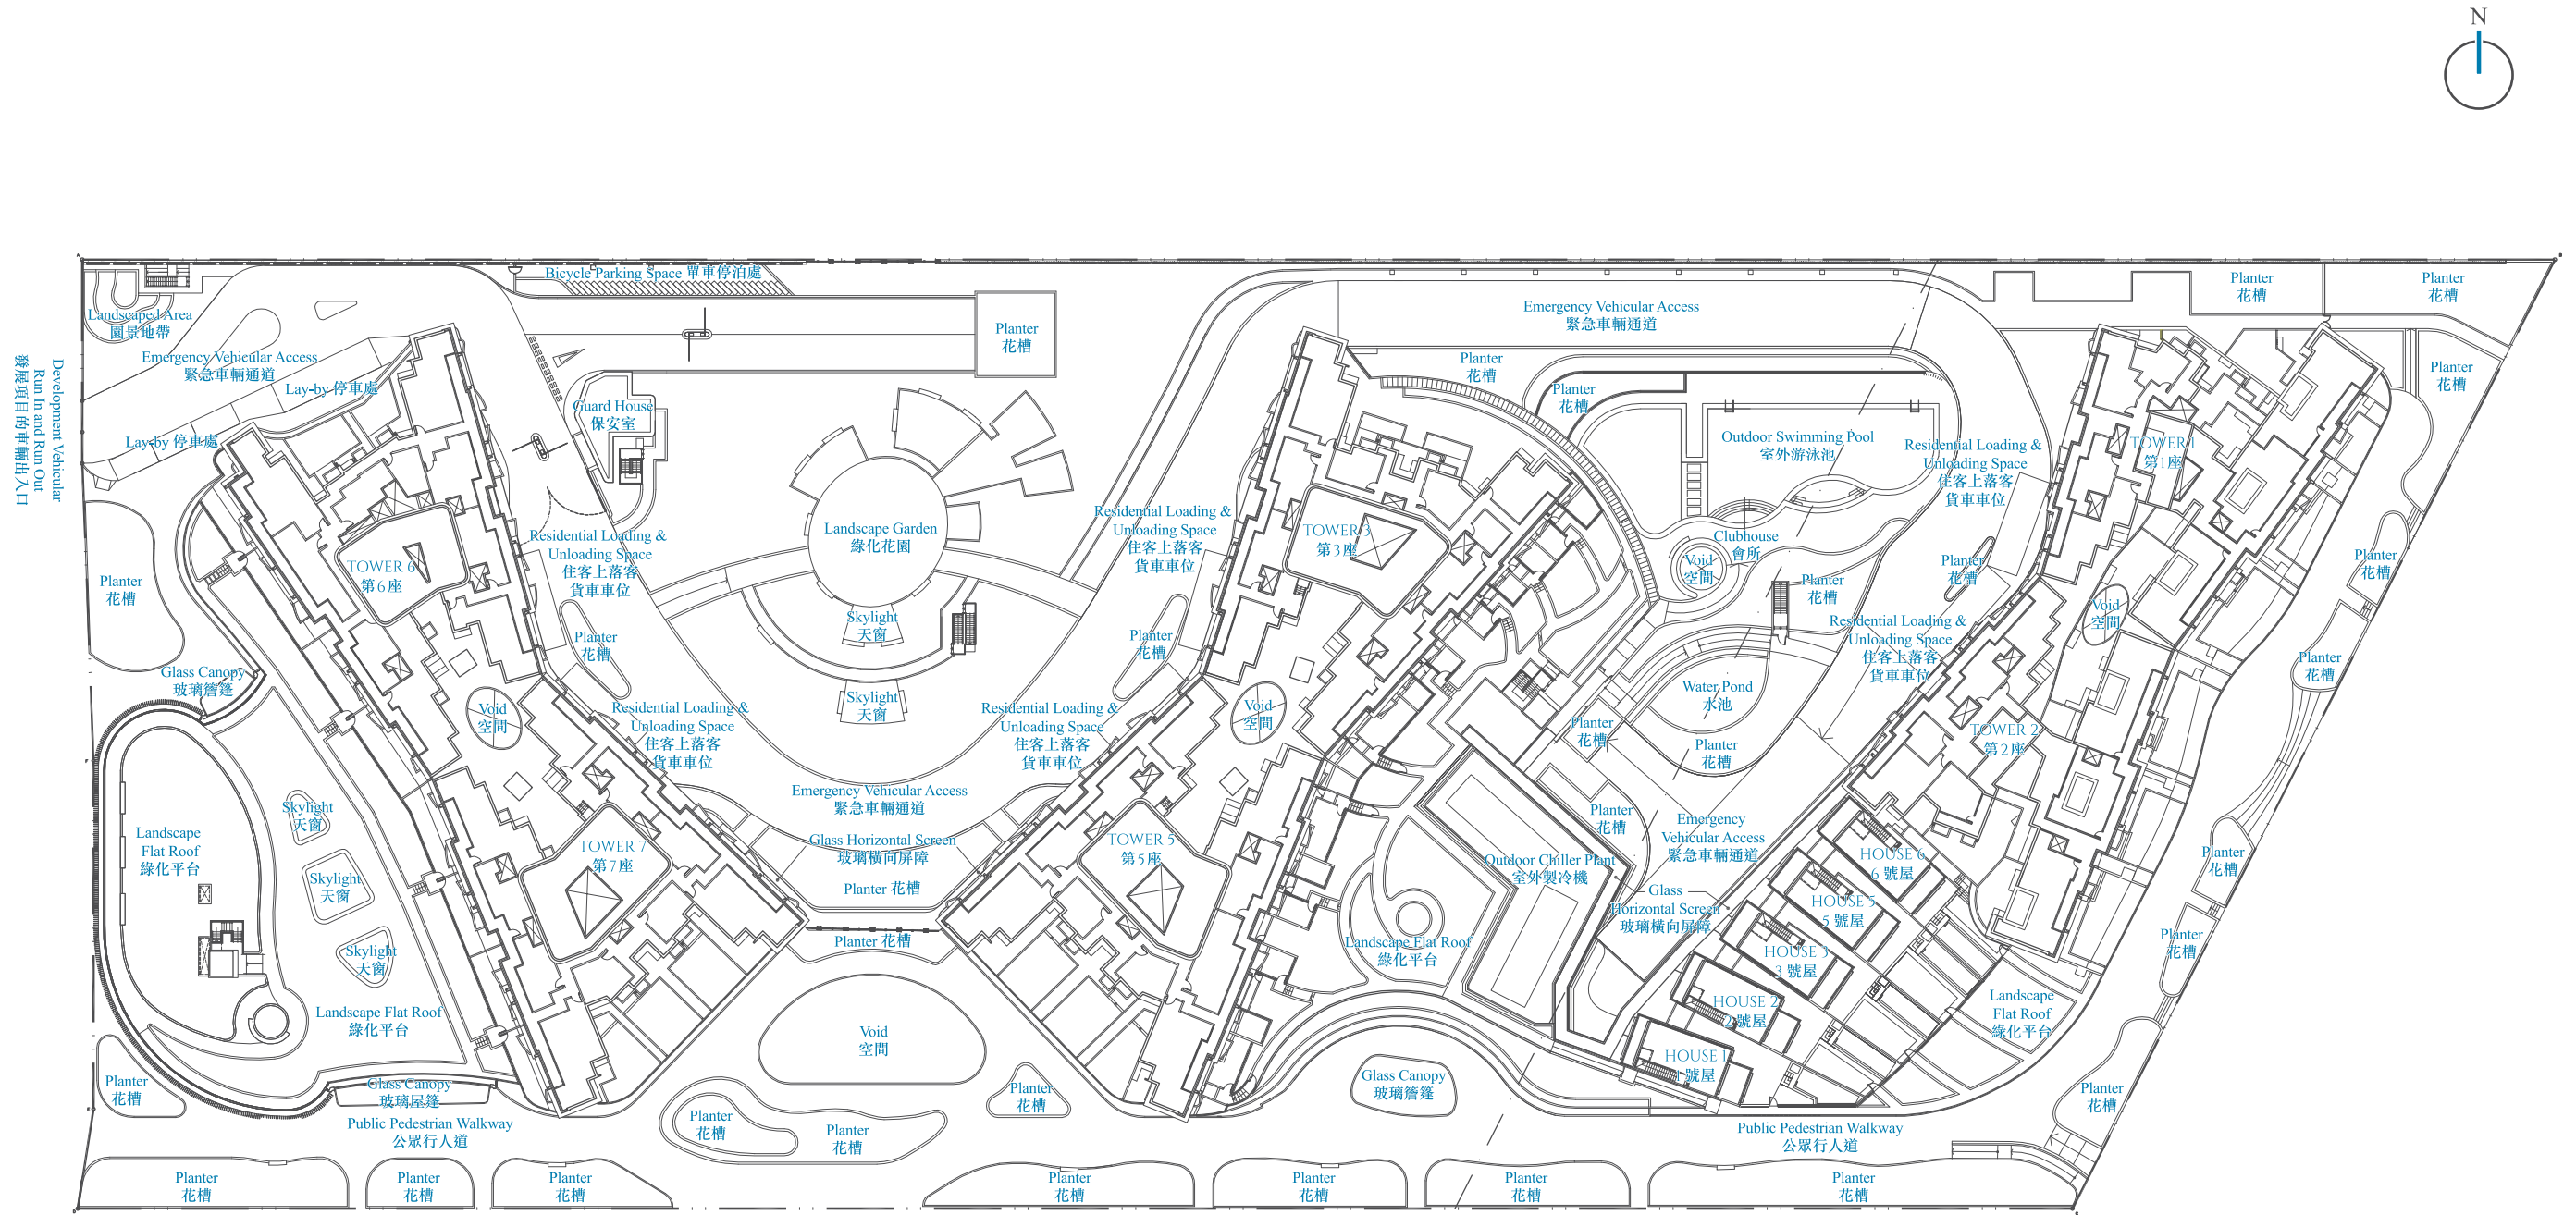 N
Bicycle Parking Space 單車停泊處
Landscaped Area
園景地帶
Emergency Vehicular Access
緊急車輛通道
Lay-by 停車處
Lay-by 停車處
Development Vehicular
Run In and Run Out
發展項目的車輛出入口
Guard House
保安室
Planter
花槽
Emergency Vehicular Access
緊急車輛通道
Planter
花槽
Planter
花槽
Planter
花槽
Planter
花槽
Planter
花槽
Outdoor Swimming Pool
室外游泳池
Residential Loading &
Unloading Space
住客上落客
貨車車位
TOWER 1
第1座
Landscape Garden
綠化花園
Residential Loading &
Unloading Space
住客上落客
貨車車位
Residential Loading &
Unloading Space
住客上落客
貨車車位
TOWER 3
第3座
Clubhouse
會所
Void
空間
Planter
花槽
Planter
花槽
Planter
花槽
TOWER 6
第6座
Planter
花槽
Planter
花槽
Skylight
天窗
Planter
花槽
Void
空間
Residential Loading &
Unloading Space
住客上落客
貨車車位
Planter
花槽
Glass Canopy
玻璃簷篷
Void
空間
Residential Loading &
Unloading Space
住客上落客
貨車車位
Skylight
天窗
Residential Loading &
Unloading Space
住客上落客
貨車車位
Void
空間
Water Pond
水池
Planter
花槽
Planter
花槽
TOWER 2
第2座
Emergency Vehicular Access
緊急車輛通道
Skylight
天窗
Landscape
Flat Roof
綠化平台
Skylight
天窗
Skylight
天窗
TOWER 7
第7座
Glass Horizontal Screen
玻璃橫向屏障
Planter 花槽
Planter 花槽
TOWER 5
第5座
Planter
花槽
Emergency
Vehicular Access
緊急車輛通道
Outdoor Chiller Plant
室外製冷機
Glass
Horizontal Screen
玻璃橫向屏障
HOUSE 6
6 號屋
HOUSE 5
5 號屋
HOUSE 3
3 號屋
HOUSE 2
2 號屋
HOUSE 1
1 號屋
Planter
花槽
Planter
花槽
Landscape Flat Roof
綠化平台
Landscape
Flat Roof
綠化平台
Landscape Flat Roof
綠化平台
Void
空間
Planter
花槽
Glass Canopy
玻璃屋篷
Planter
花槽
Planter
花槽
Planter
花槽
Glass Canopy
玻璃簷篷
Planter
花槽
Public Pedestrian Walkway
公眾行人道
Public Pedestrian Walkway
公眾行人道
Planter
花槽
Planter
花槽
Planter
花槽
Planter
花槽
Planter
花槽
Planter
花槽
Planter
花槽